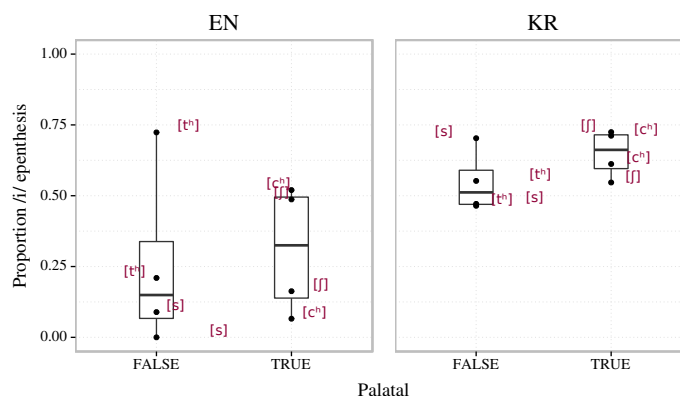 EN
KR
Proportion /i/ epenthesis
1.00
0.75
0.50
0.25
0.00
[tʰ]
[tʰ]
[s]
[s]
[cʰ]
[ʃ]
[ʃ]
[cʰ]
[s]
[tʰ]
[tʰ]
[s]
[ʃ]
[cʰ]
[cʰ]
[ʃ]
FALSE
TRUE
FALSE
TRUE
Palatal